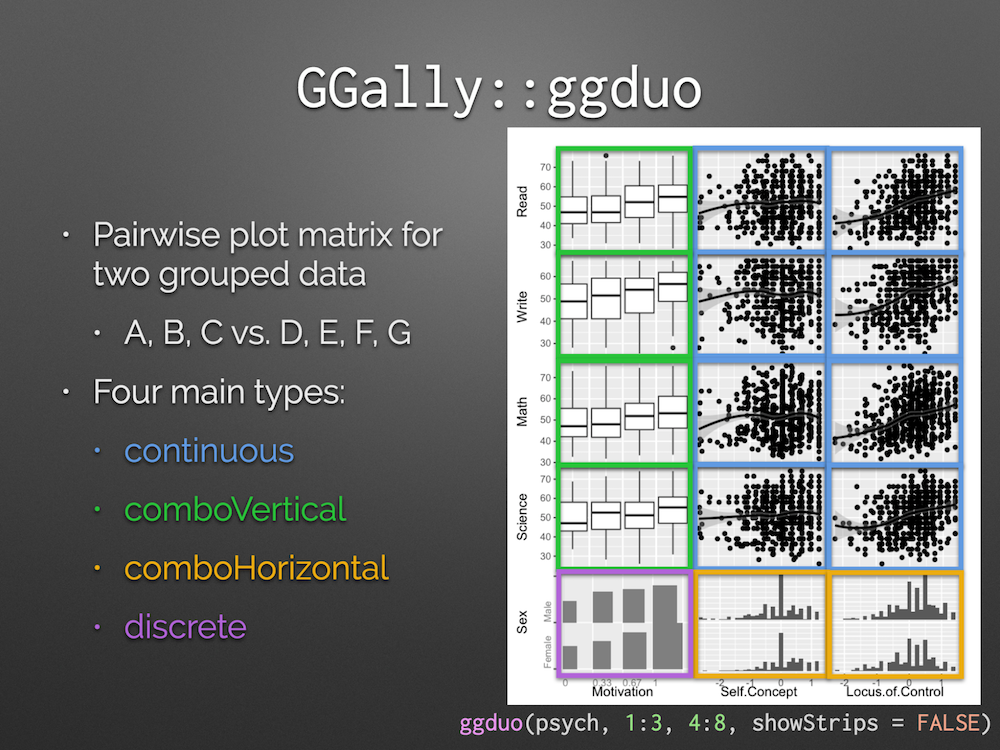 GGally::ggduo
• Pairwise plot matrix for
two grouped data
• A, B, C vs. D, E, F, G
• Four main types:
• continuous
• comboVertical
• comboHorizontal
• discrete
Read
70
60
50
40
30
Write
60
50
40
30
Math
70
60
50
40
30
Science
70
60
50
40
30
Sex
Male
Female
0 0.33 0.67 1
-2 -1 0 1
-2 -1 0 1
Motivation Self.Concept Locus.of.Control
ggduo(psych, 1:3, 4:8, showStrips = FALSE)